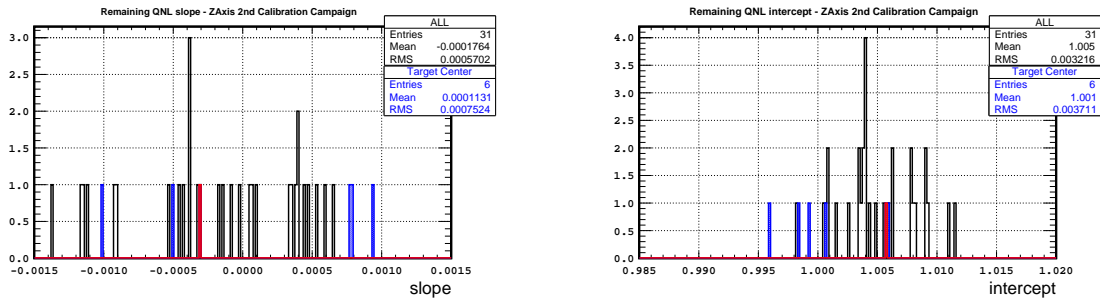 Remaining QNL slope - ZAxis 2nd Calibration Campaign
ALL
Entries 31
Mean -0.0001764
RMS 0.0005702
Target Center
Entries 6
Mean 0.0001131
RMS 0.0007524
3.0
2.5
2.0
1.5
1.0
0.5
0.0
-0.0015 -0.0010 -0.0005 0.0000 0.0005 0.0010 0.0015
slope
Remaining QNL intercept - ZAxis 2nd Calibration Campaign
ALL
Entries 31
Mean 1.005
RMS 0.003216
Target Center
Entries 6
Mean 1.001
RMS 0.003711
4.0
3.5
3.0
2.5
2.0
1.5
1.0
0.5
0.0
0.985 0.990 0.995 1.000 1.005 1.010 1.015 1.020
intercept